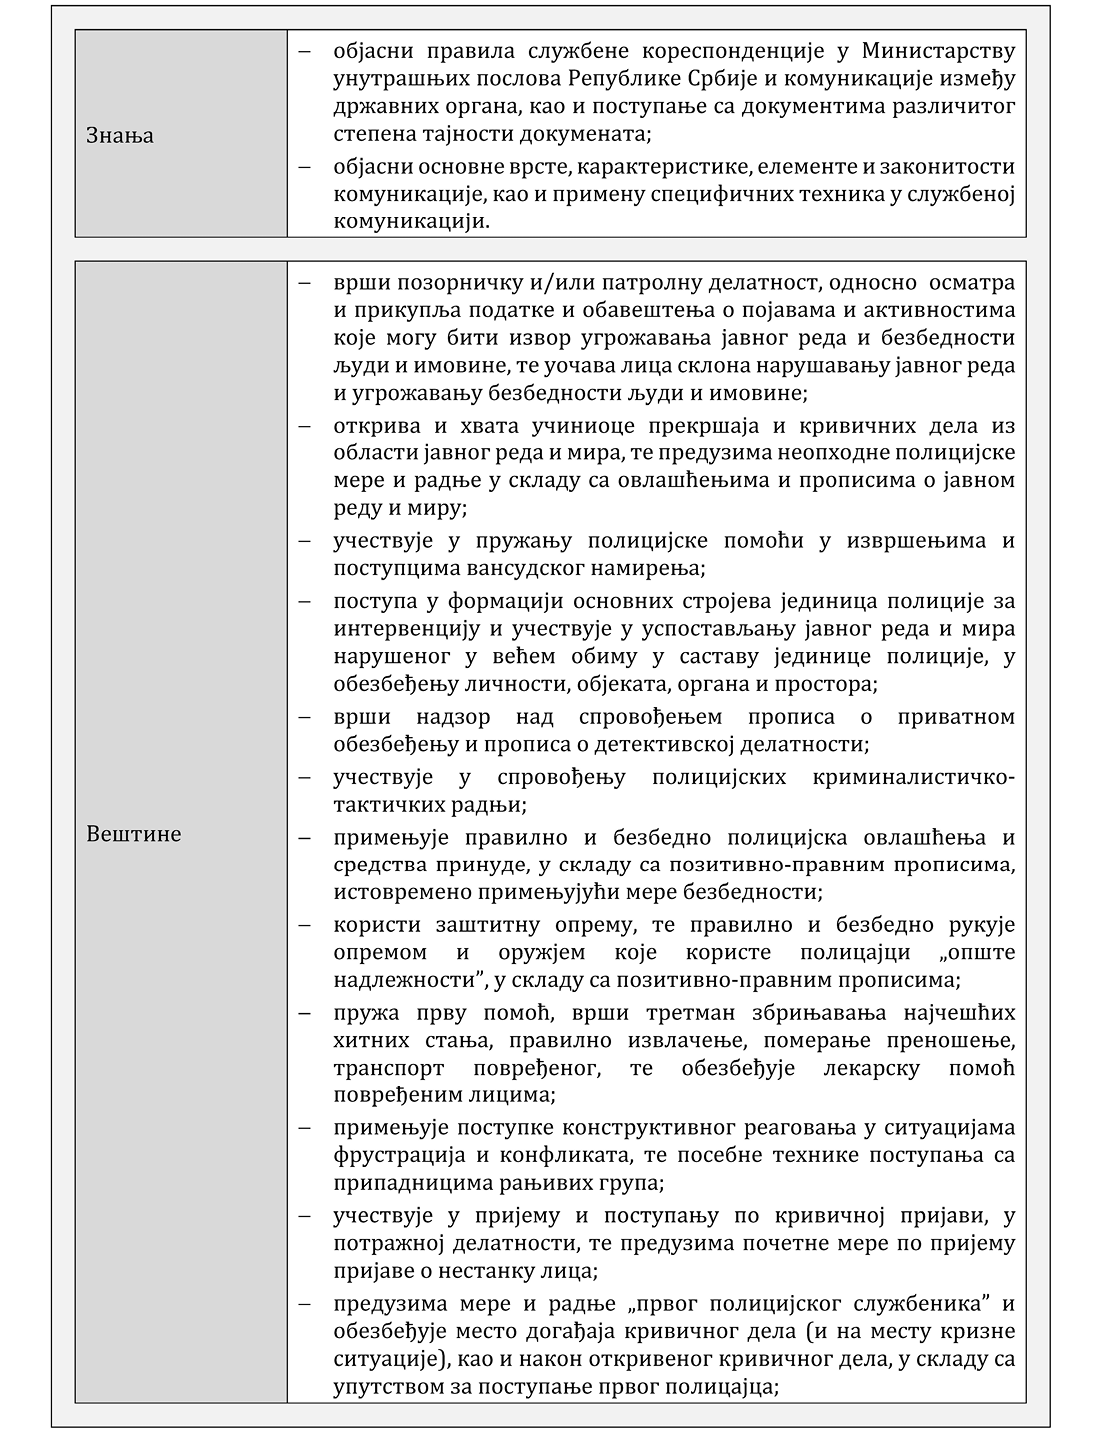 Знања
– објасни правила службене кореспонденције у Министарству
унутрашњих послова Републике Србије и комуникације између
државних органа, као и поступање са документима различитог
степена тајности докумената;
– објасни основне врсте, карактеристике, елементе и законитости
комуникације, као и примену специфичних техника у службеној
комуникацији.
Вештине
– врши позорничку и/или патролну делатност, односно осматра
и прикупља податке и обавештења о појавама и активностима
које могу бити извор угрожавања јавног реда и безбедности
људи и имовине, те уочава лица склона нарушавању јавног реда
и угрожавању безбедности људи и имовине;
– открива и хвата учиниоце прекршаја и кривичних дела из
области јавног реда и мира, те предузима неопходне полицијске
мере и радње у складу са овлашћењима и прописима о јавном
реду и миру;
– учествује у пружању полицијске помоћи у извршењима и
поступцима вансудског намирења;
– поступа у формацији основних стројева јединица полиције за
интервенцију и учествује у успостављању јавног реда и мира
нарушеног у већем обиму у саставу јединице полиције, у
обезбеђењу личности, објеката, органа и простора;
– врши надзор над спровођењем прописа о приватном
обезбеђењу и прописа о детективској делатности;
– учествује у спровођењу полицијских криминалистичко-
тактичких радњи;
– примењује правилно и безбедно полицијска овлашћења и
средства принуде, у складу са позитивно-правним прописима,
истовремено примењујући мере безбедности;
– користи заштитну опрему, те правилно и безбедно рукује
опремом и оружјем које користе полицајци „опште
надлежности”, у складу са позитивно-правним прописима;
– пружа прву помоћ, врши третман збрињавања најчешћих
хитних стања, правилно извлачење, померање преношење,
транспорт повређеног, те обезбеђује лекарску помоћ
повређеним лицима;
– примењује поступке конструктивног реаговања у ситуацијама
фрустрација и конфликата, те посебне технике поступања са
припадницима рањивих група;
– учествује у пријему и поступању по кривичној пријави, у
потражној делатности, те предузима почетне мере по пријему
пријаве о нестанку лица;
– предузима мере и радње „првог полицијског службеника” и
обезбеђује место догађаја кривичног дела (и на месту кризне
ситуације), као и након откривеног кривичног дела, у складу са
упутством за поступање првог полицајца;